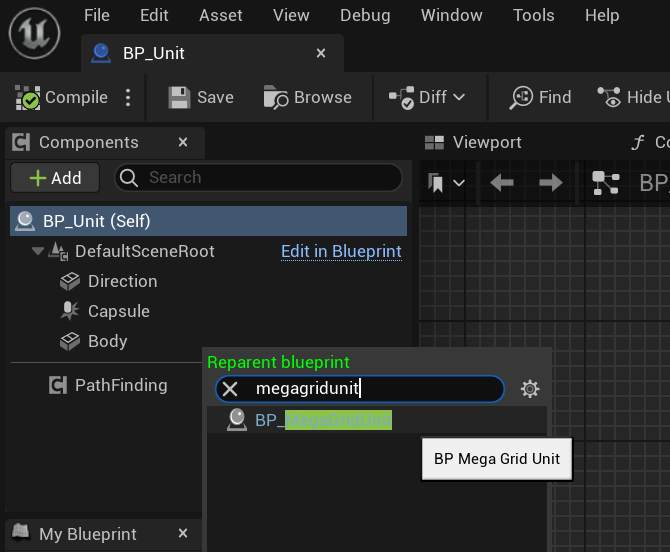 File Edit Asset View Debug Window Tools Help
BP_Unit
Compile Save Browse Diff Find Hide
Components Viewport
Add Search BP_
BP_Unit (Self)
DefaultSceneRoot Edit in Blueprint
Direction
Capsule
Body
Reparent blueprint
PathFinding megagridunit
BP_MegaGridUnit
BP Mega Grid Unit
My Blueprint